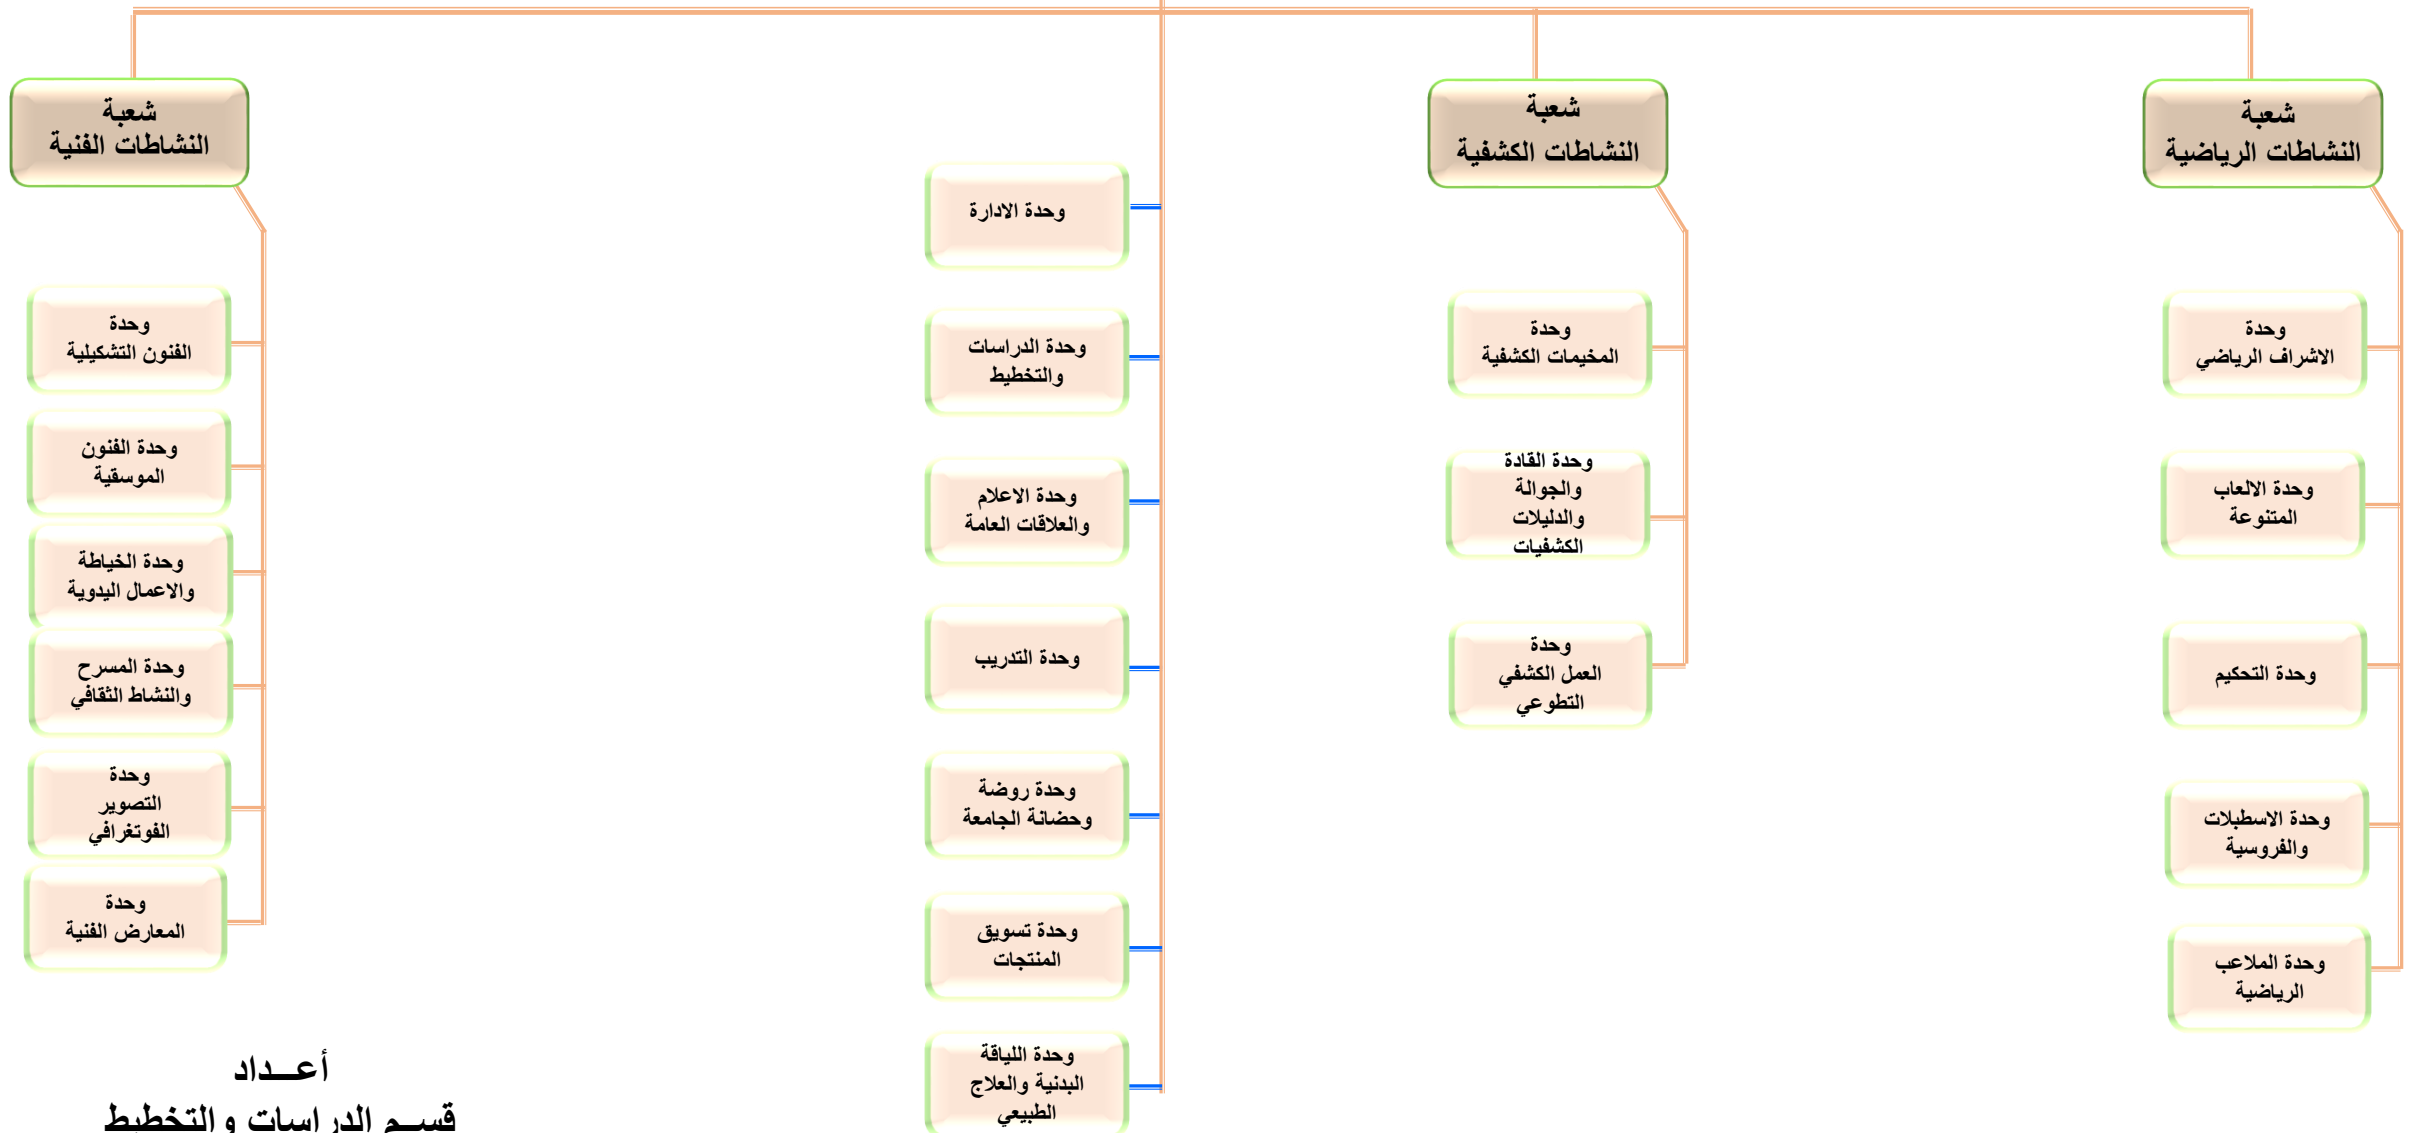 شعبة
النشاطات الرياضية
وحدة
الاشراف الرياضي
وحدة الالعاب
المتنوعة
وحدة التحكيم
وحدة الاسطبلات
والفروسية
وحدة الملاعب
الرياضية
شعبة
النشاطات الكشفية
وحدة
المخيمات الكشفية
وحدة القادة
والجوالة
والدليلات
الكشفيات
وحدة
العمل الكشفي
التطوعي
وحدة الادارة
وحدة الدراسات
والتخطيط
وحدة الاعلام
والعلاقات العامة
وحدة التدريب
وحدة روضة
وحضانة الجامعة
وحدة تسويق
المنتجات
وحدة اللياقة
البدنية والعلاج
الطبيعي
شعبة
النشاطات الفنية
وحدة
الفنون التشكيلية
وحدة الفنون
الموسقية
وحدة الخياطة
والاعمال اليدوية
وحدة المسرح
والنشاط الثقافي
وحدة
التصوير
الفوتغرافي
وحدة
المعارض الفنية
أعـــداد
قســم الدراسات والتخطيط